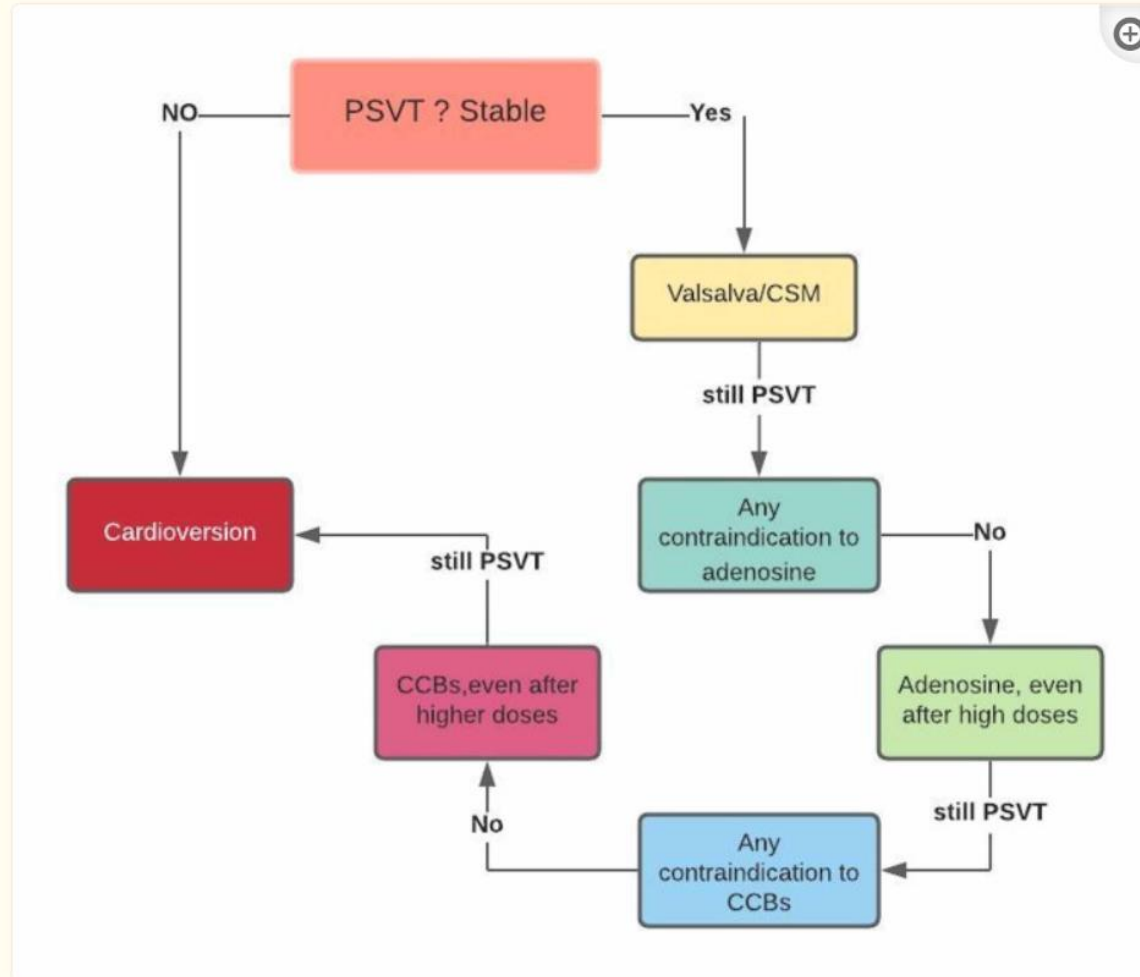 PSVT ? Stable
NO
Yes
Valsalva/CSM
still PSVT
Any
contraindication to
adenosine
No
Adenosine, even
after high doses
still PSVT
Any
contraindication to
CCBs
No
CCBs,even after
higher doses
still PSVT
Cardioversion